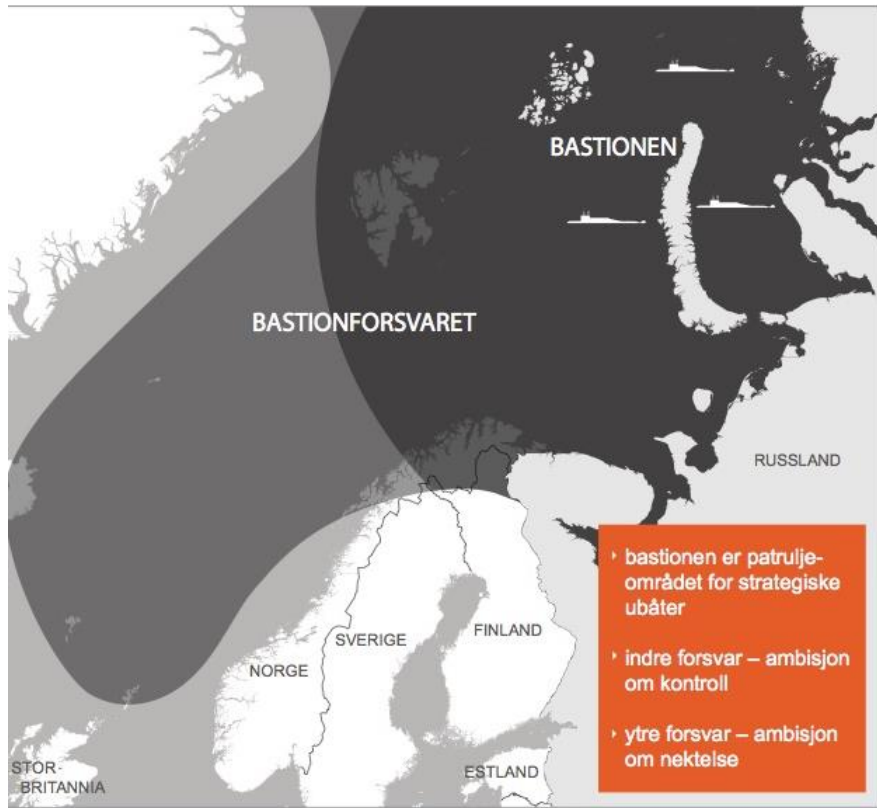 BASTIONEN
BASTIONFORSVARET
RUSSLAND
‣ bastionen er patrulje-
området for strategiske
ubåter
‣ indre forsvar – ambisjon
om kontroll
‣ ytre forsvar – ambisjon
om nektelse
FINLAND
SVERIGE
NORGE
ESTLAND
STOR-
BRITANNIA